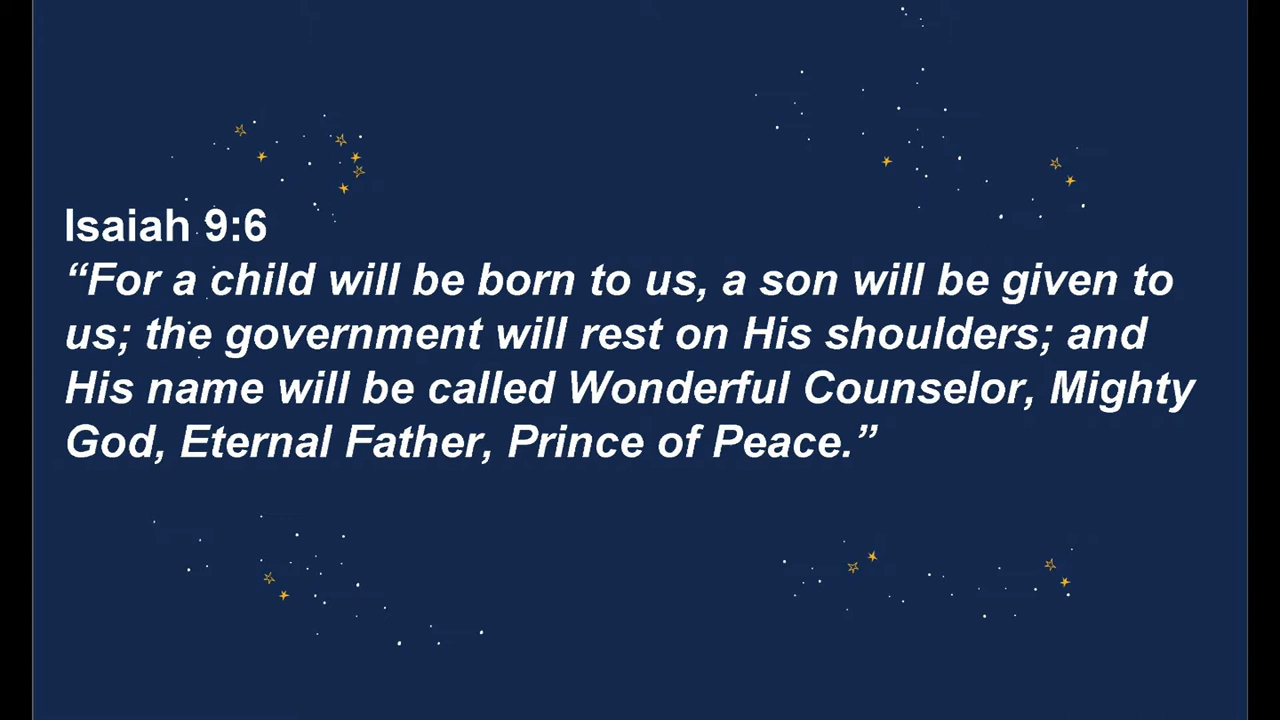 Isaiah 9:6
“For a child will be born to us, a son will be given to
us; the government will rest on His shoulders; and
His name will be called Wonderful Counselor, Mighty
God, Eternal Father, Prince of Peace.”